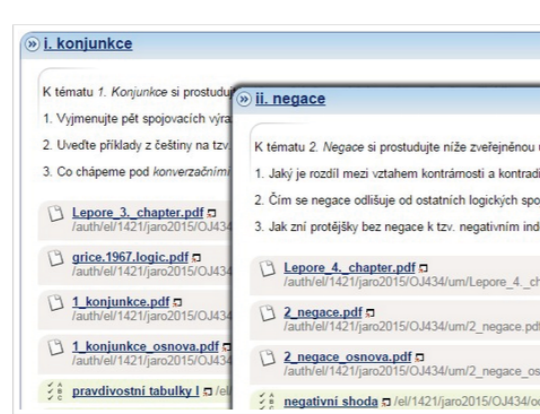 i. konjunkce
K tématu 1. Konjunkce si prostuduj
1. Vyjmenujte pět spojovacích výra
2. Uveďte příklady z češtiny na tzv.
3. Co chápeme pod konverzačními
Lepore_3._chapter.pdf
/auth/el/1421/jaro2015/OJ434
grice.1967.logic.pdf
/auth/el/1421/jaro2015/OJ434
1_konjunkce.pdf
/auth/el/1421/jaro2015/OJ434
1_konjunkce_osnova.pdf
/auth/el/1421/jaro2015/OJ434
pravdivostní tabulky I /el/
ii. negace
K tématu 2. Negace si prostudujte níže zveřejněnou
1. Jaký je rozdíl mezi vztahem kontrárnosti a kontradi
2. Čím se negace odlišuje od ostatních logických spo
3. Jak zní protějšky bez negace k tzv. negativním ind
Lepore_4._chapter.pdf
/auth/el/1421/jaro2015/OJ434/um/Lepore_4._ch
2_negace.pdf
/auth/el/1421/jaro2015/OJ434/um/2_negace.pdf
2_negace_osnova.pdf
/auth/el/1421/jaro2015/OJ434/um/2_negace_os
negativní shoda /el/1421/jaro2015/OJ434/od